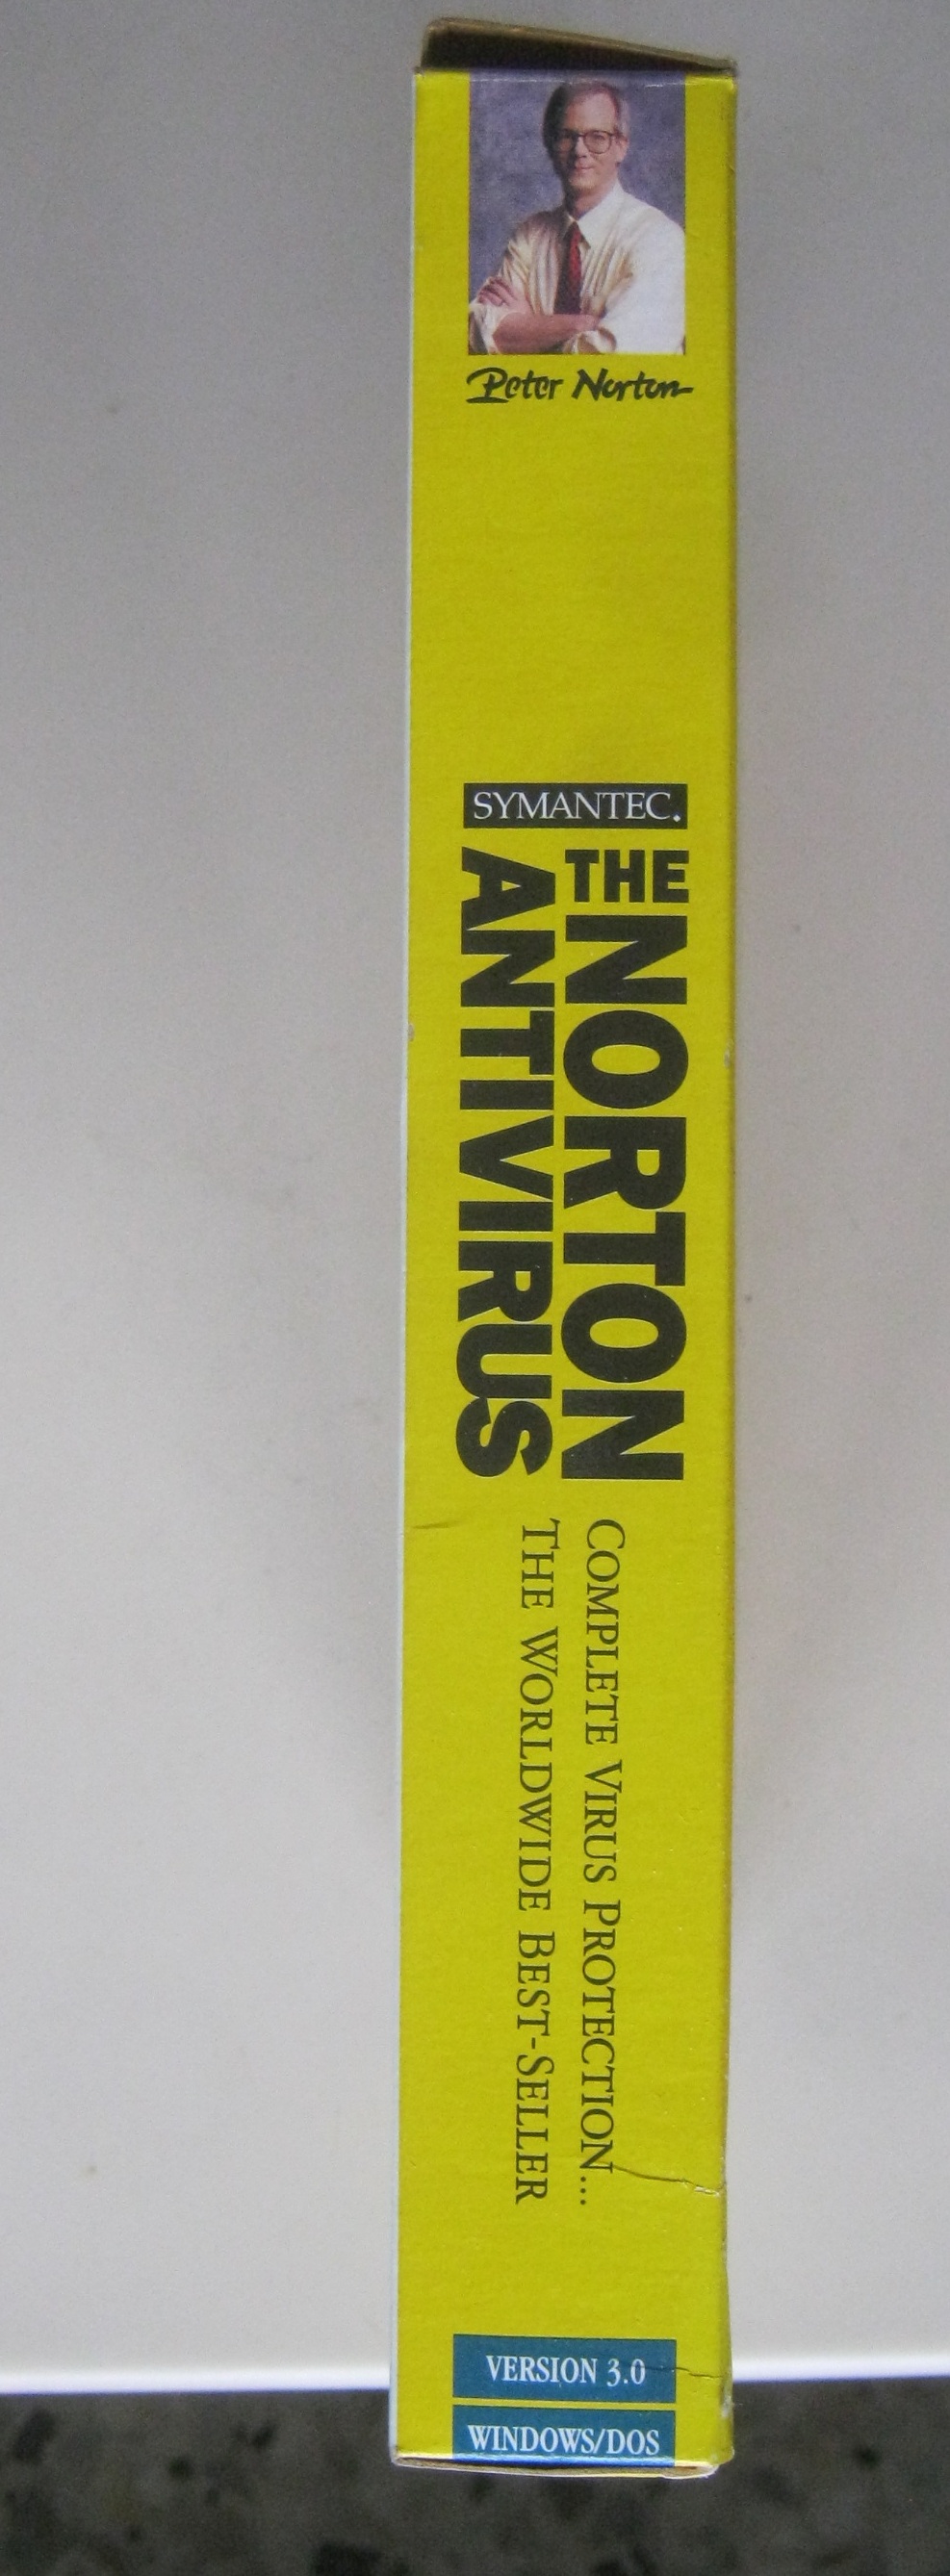 Peter Norton
SYMANTEC.
THE NORTON
ANTIVIRUS
COMPLETE VIRUS PROTECTION...
THE WORLDWIDE BEST-SELLER
VERSION 3.0
WINDOWS/DOS